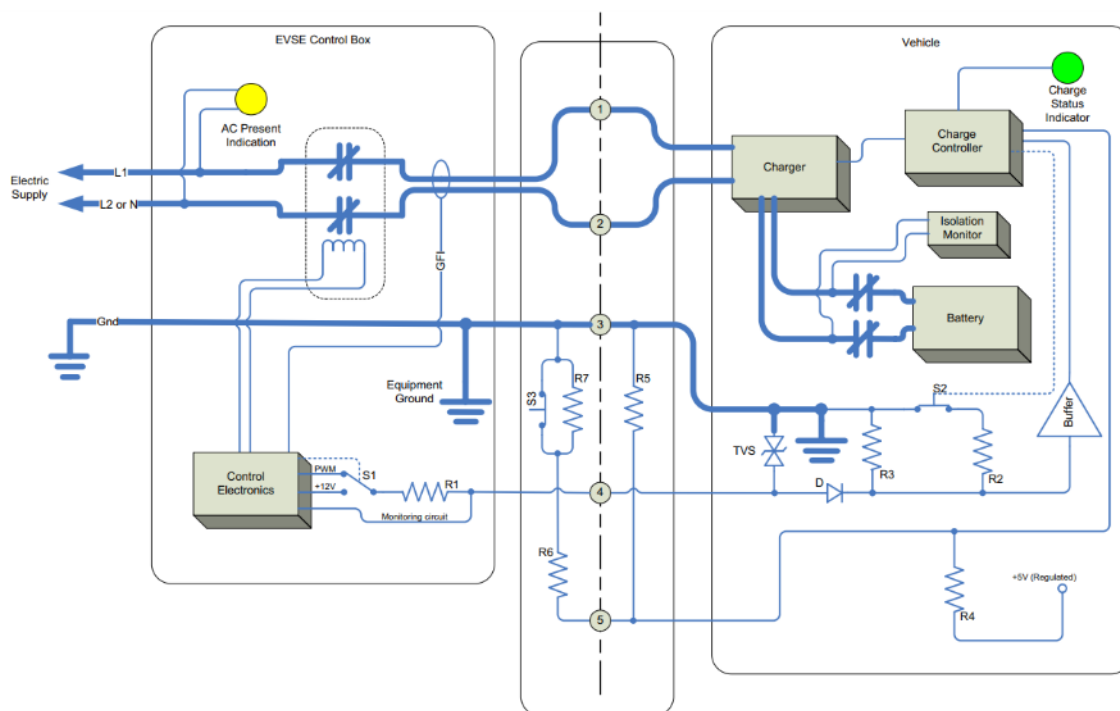 EVSE Control Box
Vehicle
AC Present
Indication
Charge
Status
Indicator
1
Charge
Controller
Charger
Electric
Supply
L1
L2 or N
2
Isolation
Monitor
GFI
Gnd
3
Battery
Equipment
Ground
S3
R7
R5
S2
Buffer
TVS
R3
R2
Control
Electronics
PWM
+12V
S1
R1
4
D
Monitoring circuit
R6
+5V (Regulated)
R4
5